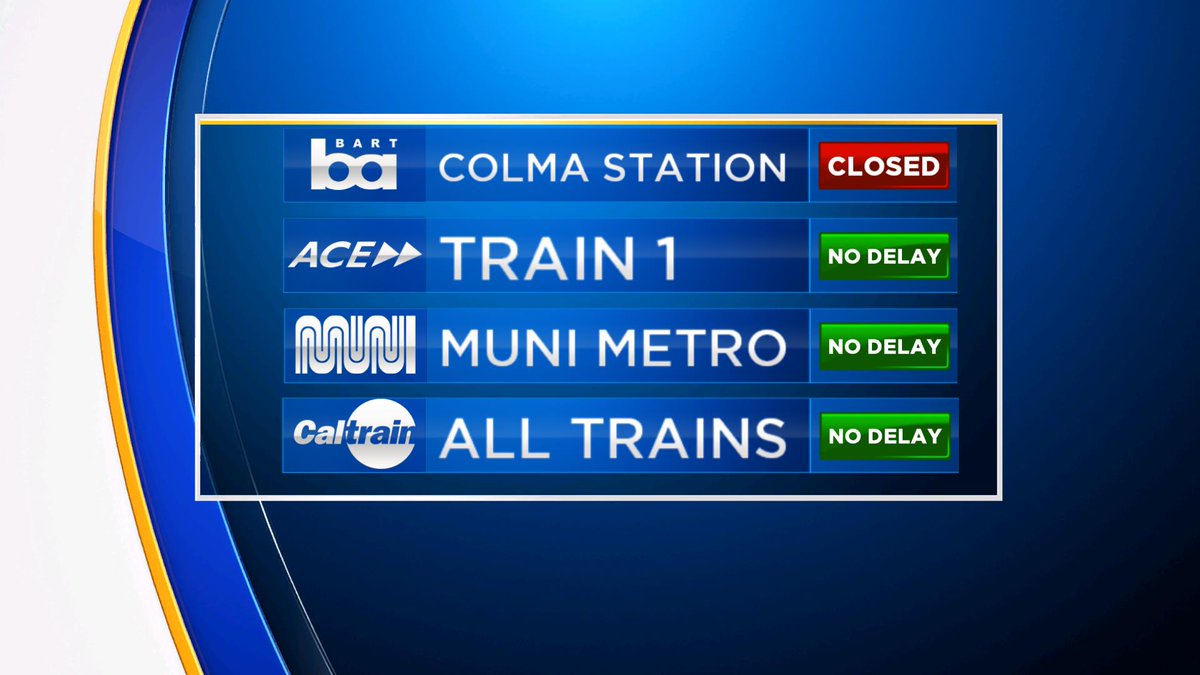 BART
ba
COLMA STATION
CLOSED
ACE
TRAIN 1
NO DELAY
MUNI
MUNI METRO
NO DELAY
Caltrain
ALL TRAINS
NO DELAY